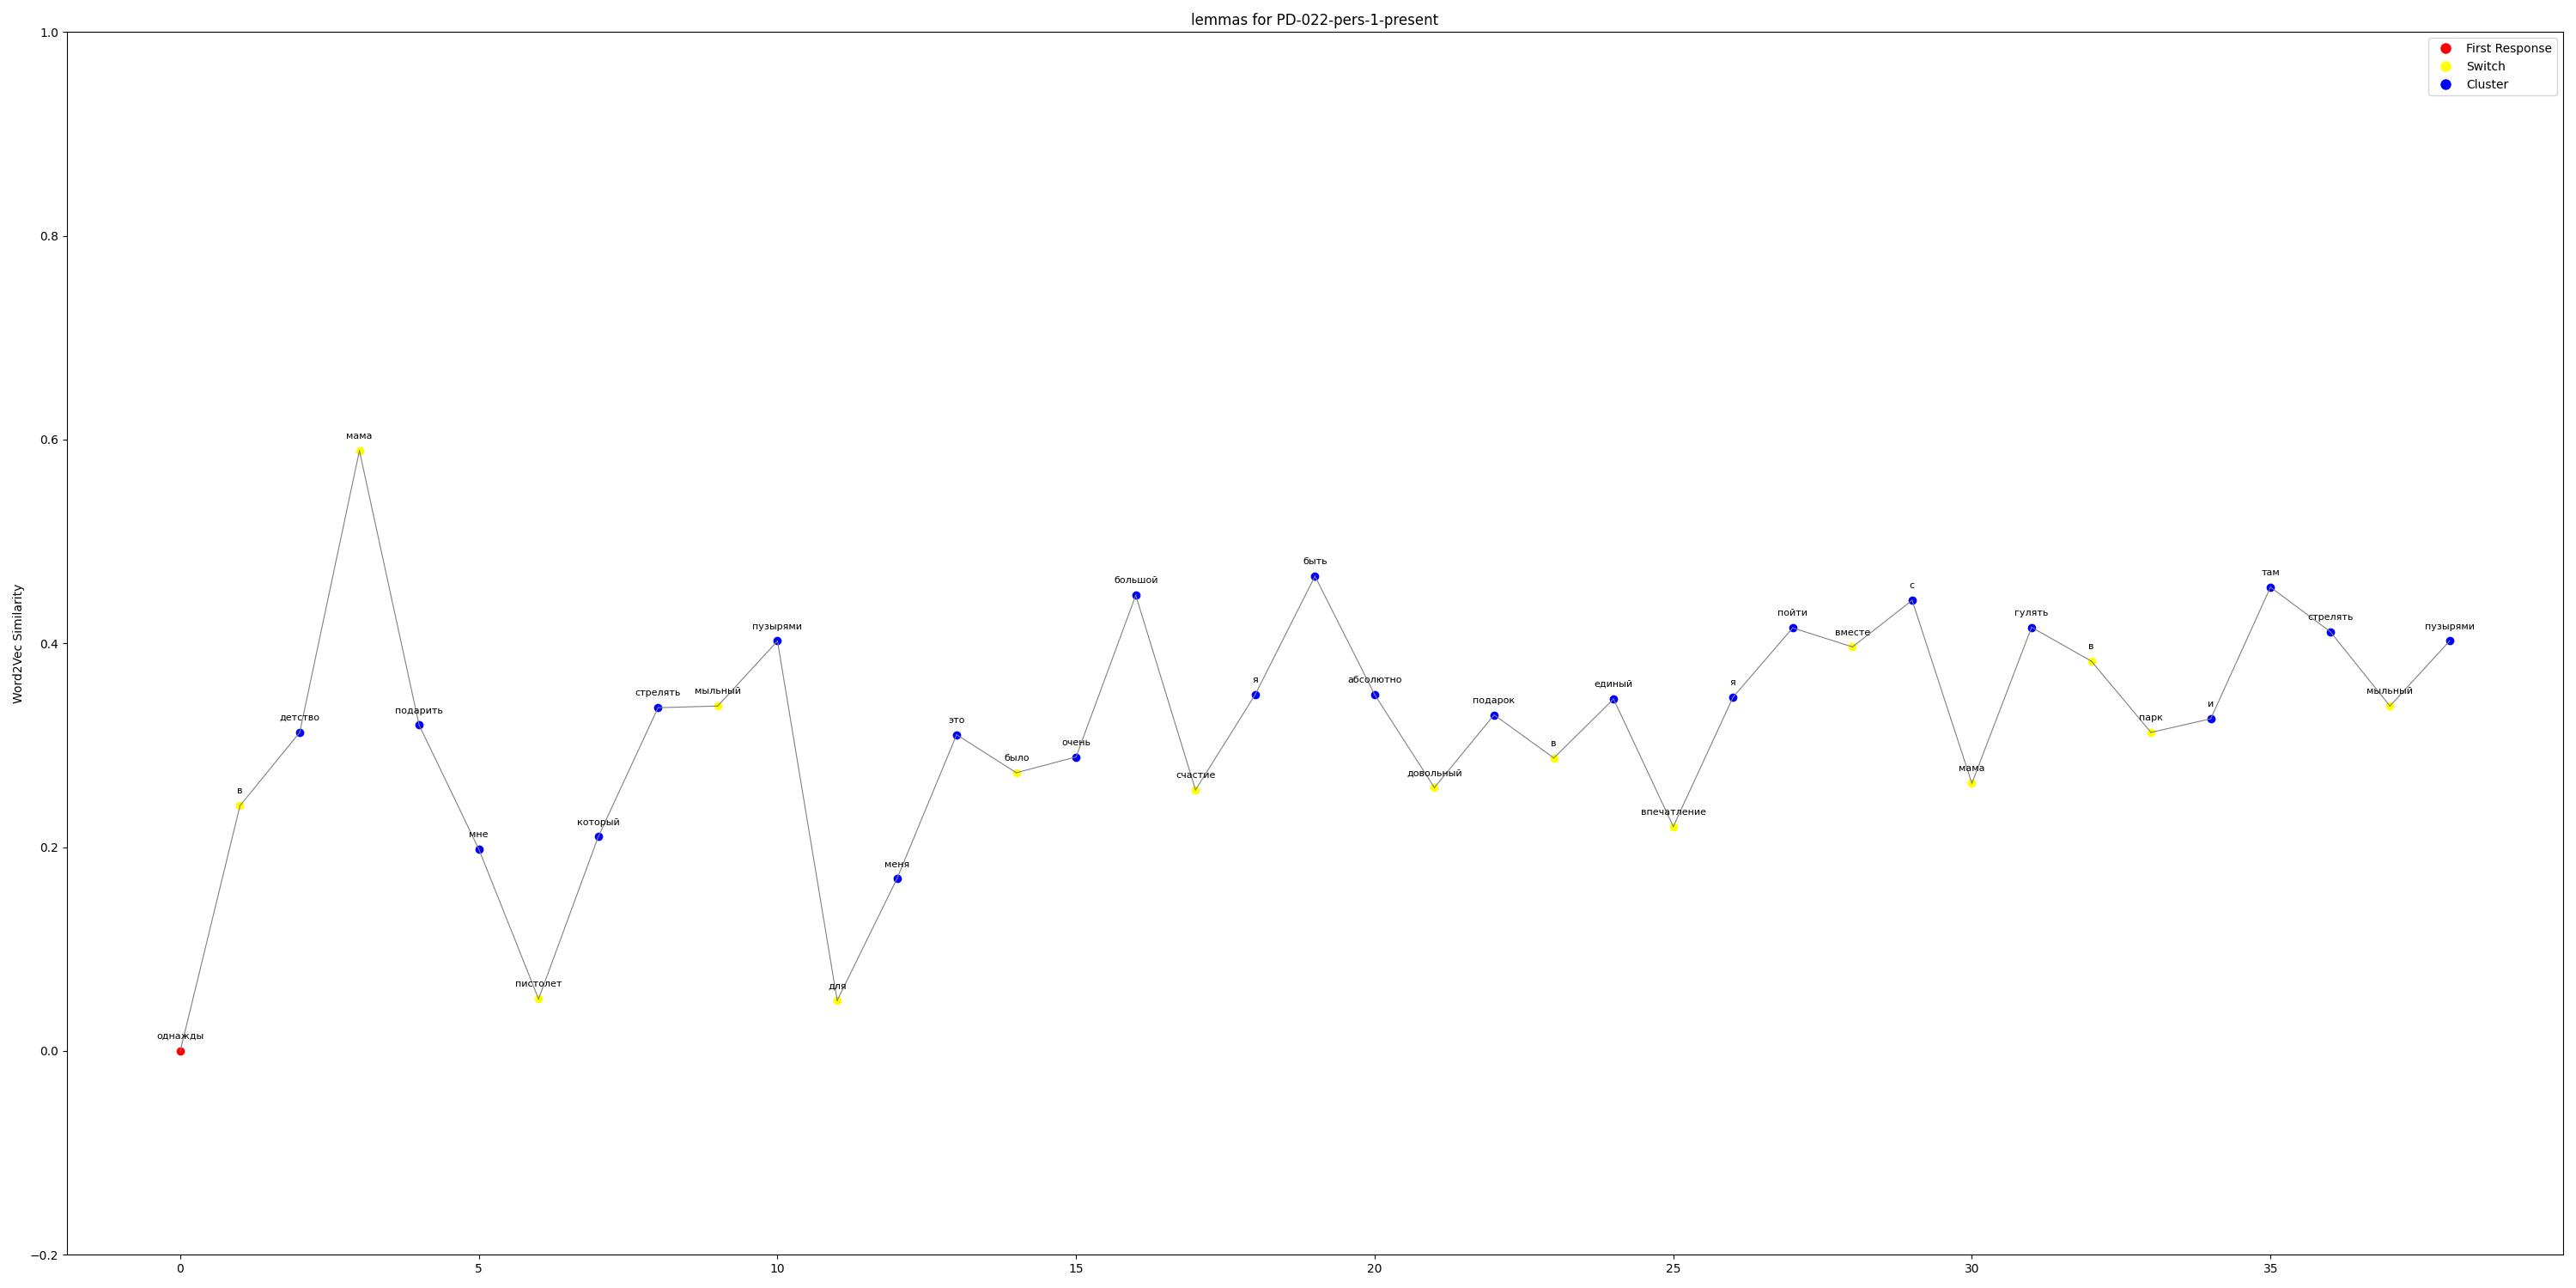 lemmas for PD-022-pers-1-present
1.0
0.8
0.6
0.4
0.2
0.0
−0.2
Word2Vec Similarity
First Response
Switch
Cluster
однажды
в
детство
мама
подарить
мне
пистолет
который
стрелять
мыльный
пузырями
для
меня
это
было
очень
большой
счастие
я
быть
абсолютно
довольный
подарок
в
единый
впечатление
я
пойти
вместе
с
мама
гулять
в
парк
и
там
стрелять
мыльный
пузырями
0 5 10 15 20 25 30 35